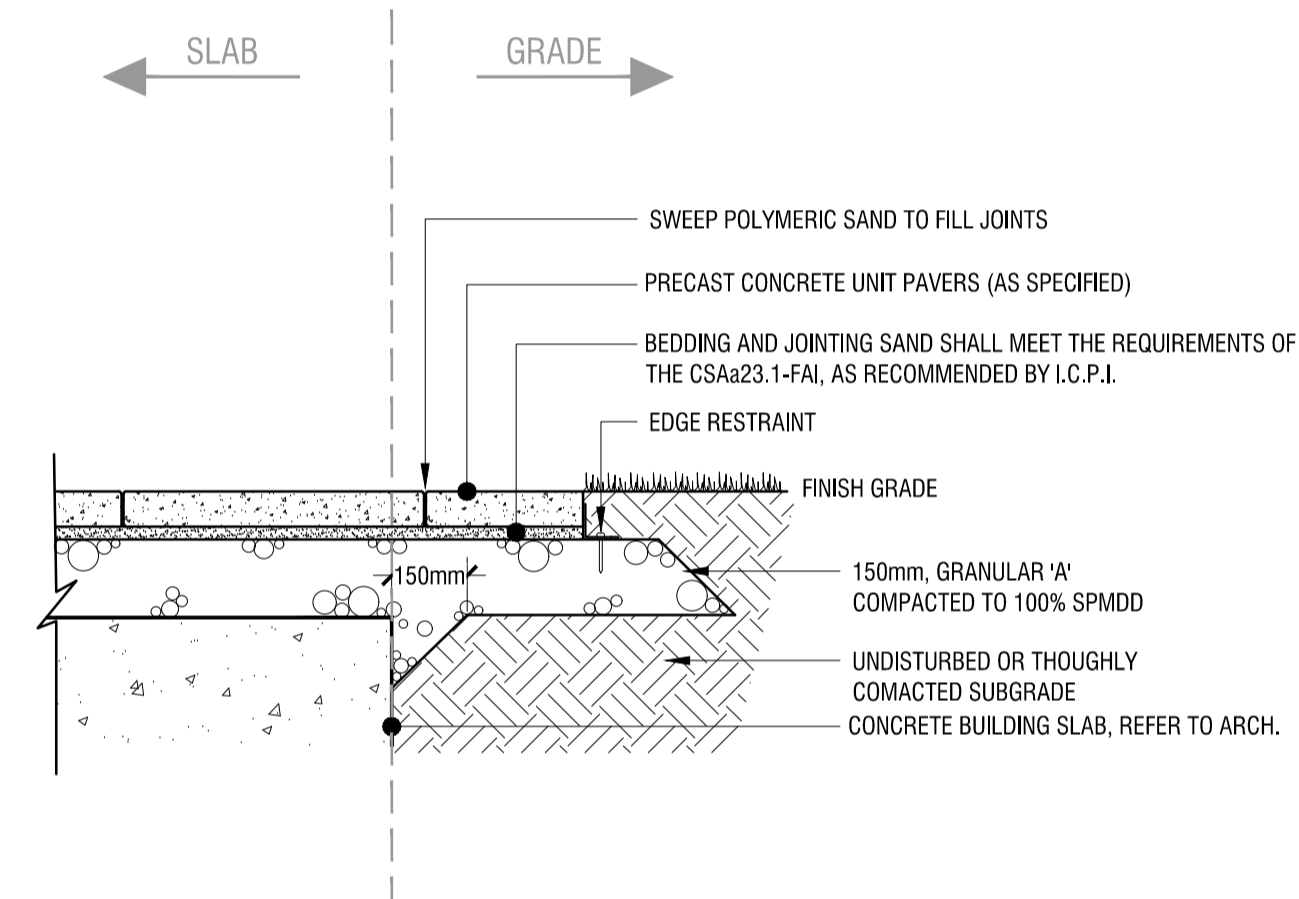 SLAB
GRADE
SWEEP POLYMERIC SAND TO FILL JOINTS
PRECAST CONCRETE UNIT PAVERS (AS SPECIFIED)
BEDDING AND JOINTING SAND SHALL MEET THE REQUIREMENTS OF
THE CSAa23.1-FAI, AS RECOMMENDED BY I.C.P.I.
EDGE RESTRAINT
FINISH GRADE
150mm
150mm, GRANULAR 'A'
COMPACTED TO 100% SPMDD
UNDISTURBED OR THOUGHLY
COMACTED SUBGRADE
CONCRETE BUILDING SLAB, REFER TO ARCH.